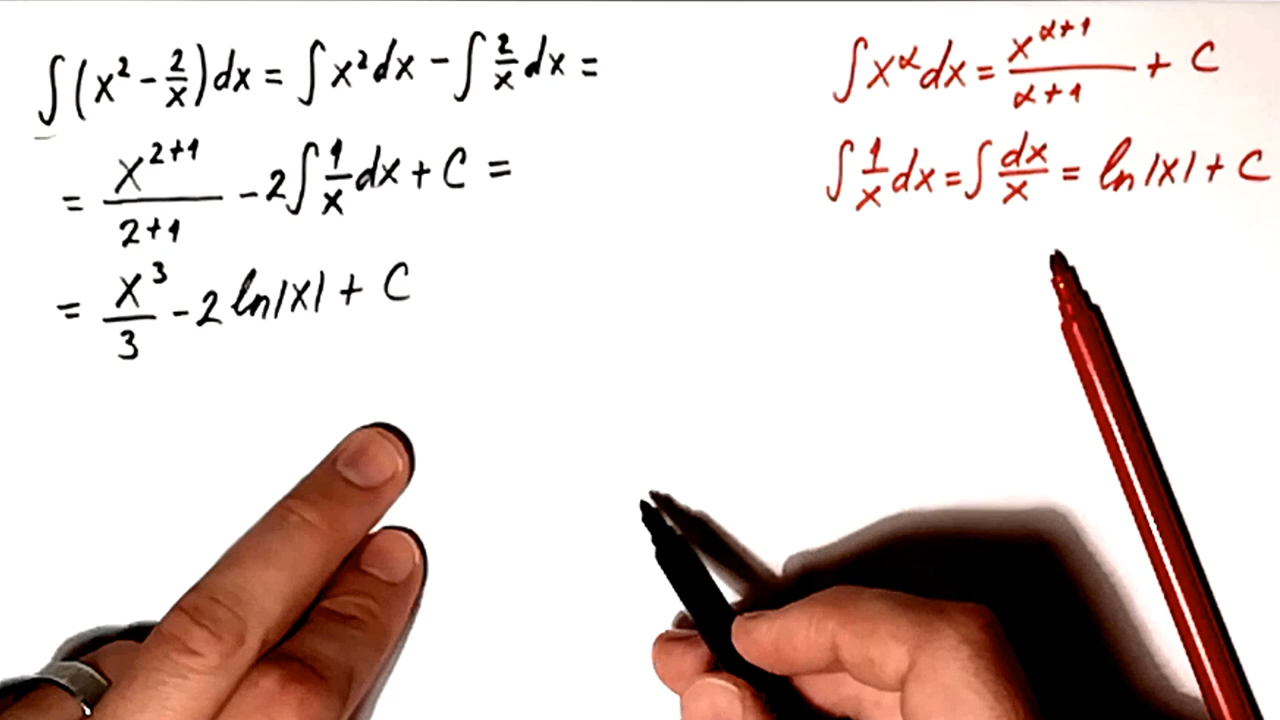 ∫(x² - 2/x)dx = ∫x²dx - ∫2/x dx =
= x²⁺¹/2+1 - 2∫1/x dx + C =
= x³/3 - 2 ln|x| + C
∫x^α dx = x^(α+1)/α+1 + C
∫1/x dx = ∫dx/x = ln|x| + C